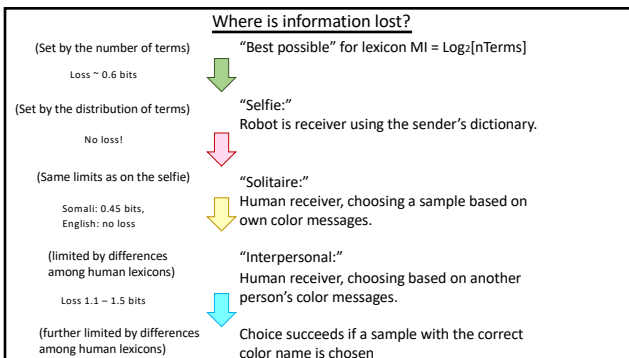 Where is information lost?
(Set by the number of terms)
“Best possible” for lexicon MI = Log₂[nTerms]
Loss ~ 0.6 bits
(Set by the distribution of terms)
“Selfie:”
Robot is receiver using the sender’s dictionary.
No loss!
(Same limits as on the selfie)
“Solitaire:”
Human receiver, choosing a sample based on
own color messages.
Somali: 0.45 bits,
English: no loss
(limited by differences
among human lexicons)
“Interpersonal:”
Human receiver, choosing based on another
person’s color messages.
Loss 1.1 – 1.5 bits
(further limited by differences
among human lexicons)
Choice succeeds if a sample with the correct
color name is chosen